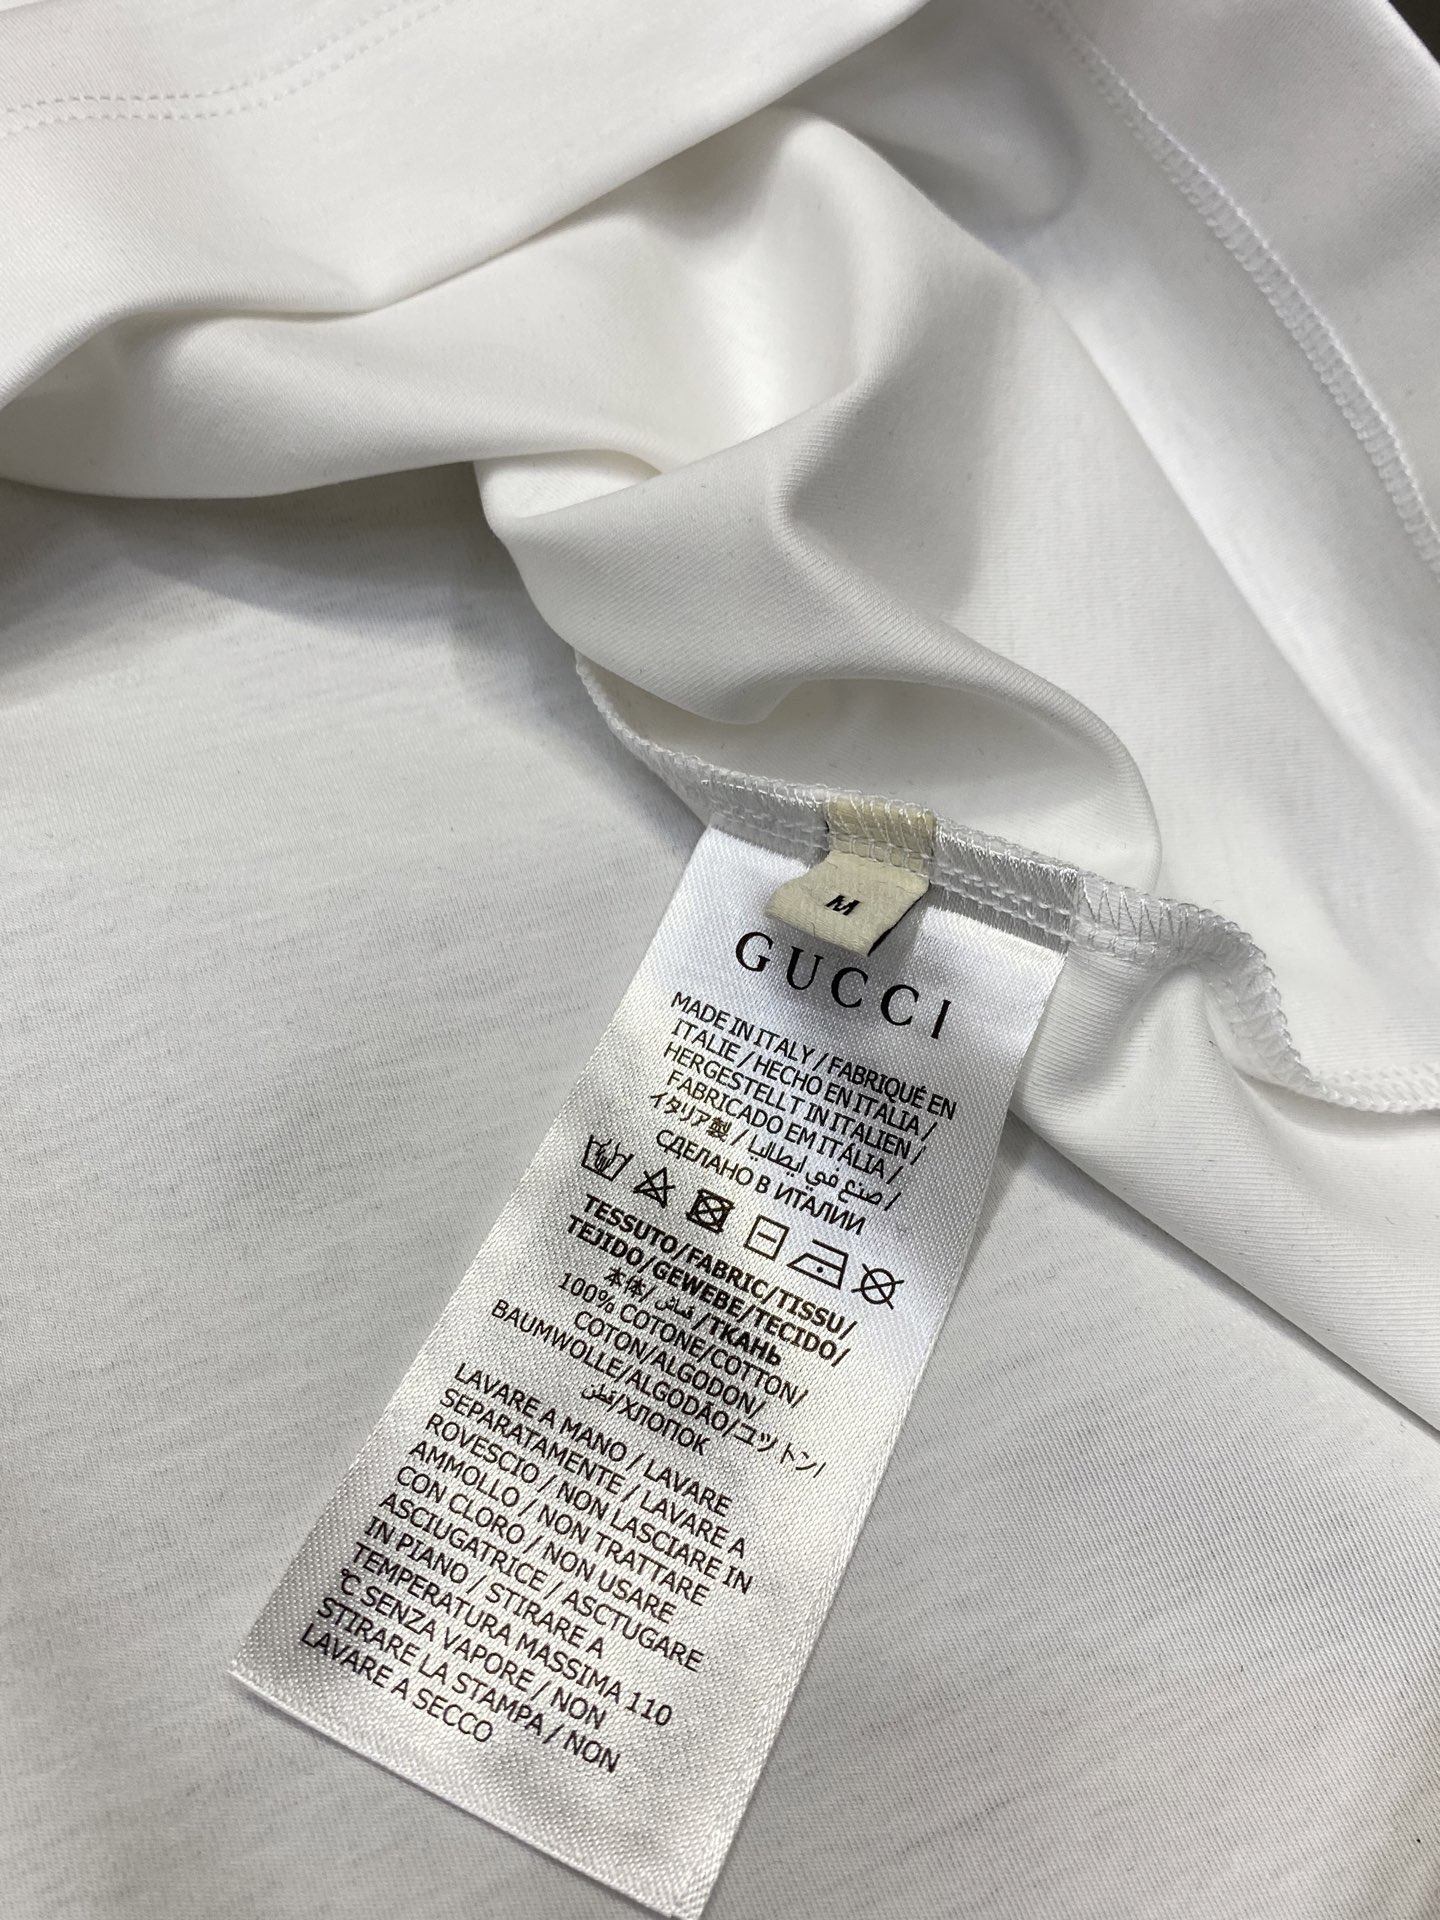 M
GUCCI
MADE IN ITALY / FABRIQUÉ EN
ITALIE / HECHO EN ITALIA /
HERGESTELLT IN ITALIEN /
FABRICADO EM ITÁLIA /
イタリア製 / صنع في ايطاليا /
СДЕЛАНО В ИТАЛИИ
TESSUTO/FABRIC/TISSU/
TEJIDO/GEWEBE/TECIDO/
本体/قماش/ТКАНЬ
100% COTONE/COTTON/
COTON/ALGODON/
BAUMWOLLE/ALGODÃO/ユットン/
قطن/ХЛОПОК
LAVARE A MANO / LAVARE
SEPARATAMENTE / LAVARE A
ROVESCIO / NON LASCIARE IN
AMMOLLO / NON TRATTARE
CON CLORO / NON USARE
ASCIUGATRICE / ASCTUGARE
IN PIANO / STIRARE A
TEMPERATURA MASSIMA 110
℃ SENZA VAPORE / NON
STIRARE LA STAMPA / NON
LAVARE A SECCO